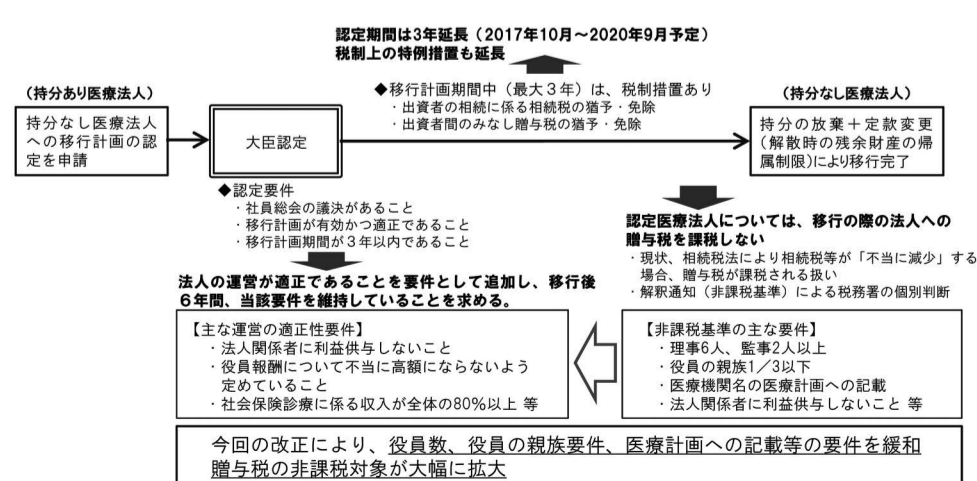 認定期間は3年延長（2017年10月～2020年9月予定）
税制上の特例措置も延長
◆移行計画期間中（最大３年）は、税制措置あり
・出資者の相続に係る相続税の猶予・免除
・出資者間のみなし贈与税の猶予・免除
（持分あり医療法人）
持分なし医療法人
への移行計画の認
定を申請
大臣認定
（持分なし医療法人）
持分の放棄＋定款変更
（解散時の残余財産の帰
属制限）により移行完了
◆認定要件
・社員総会の議決があること
・移行計画が有効かつ適正であること
・移行計画期間が３年以内であること
認定医療法人については、移行の際の法人への
贈与税を課税しない
・現状、相続税法により相続税等が「不当に減少」する
場合、贈与税が課税される扱い
・解釈通知（非課税基準）による税務署の個別判断
法人の運営が適正であることを要件として追加し、移行後
６年間、当該要件を維持していることを求める。
【主な運営の適正性要件】
・法人関係者に利益供与しないこと
・役員報酬について不当に高額にならないよう
定めていること
・社会保険診療に係る収入が全体の80％以上 等
【非課税基準の主な要件】
・理事6人、監事2人以上
・役員の親族1／3以下
・医療機関名の医療計画への記載
・法人関係者に利益供与しないこと 等
今回の改正により、役員数、役員の親族要件、医療計画への記載等の要件を緩和
贈与税の非課税対象が大幅に拡大